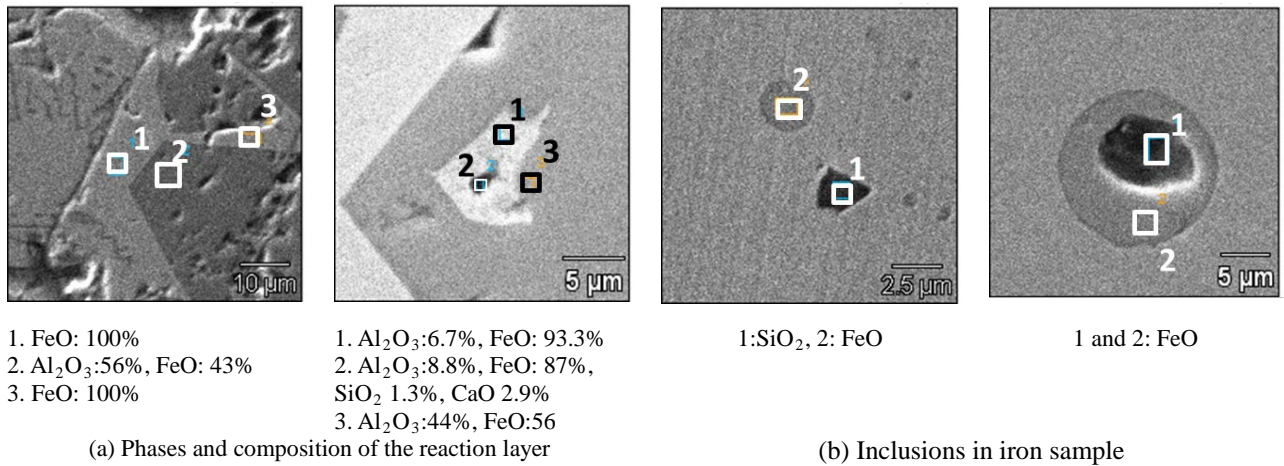 1
2
3
10 μm
1
2
3
5 μm
2
1
2.5 μm
1
2
5 μm
1. FeO: 100%
2. Al₂O₃:56%, FeO: 43%
3. FeO: 100%
1. Al₂O₃:6.7%, FeO: 93.3%
2. Al₂O₃:8.8%, FeO: 87%,
SiO₂ 1.3%, CaO 2.9%
3. Al₂O₃:44%, FeO:56
1:SiO₂, 2: FeO
1 and 2: FeO
(a) Phases and composition of the reaction layer
(b) Inclusions in iron sample